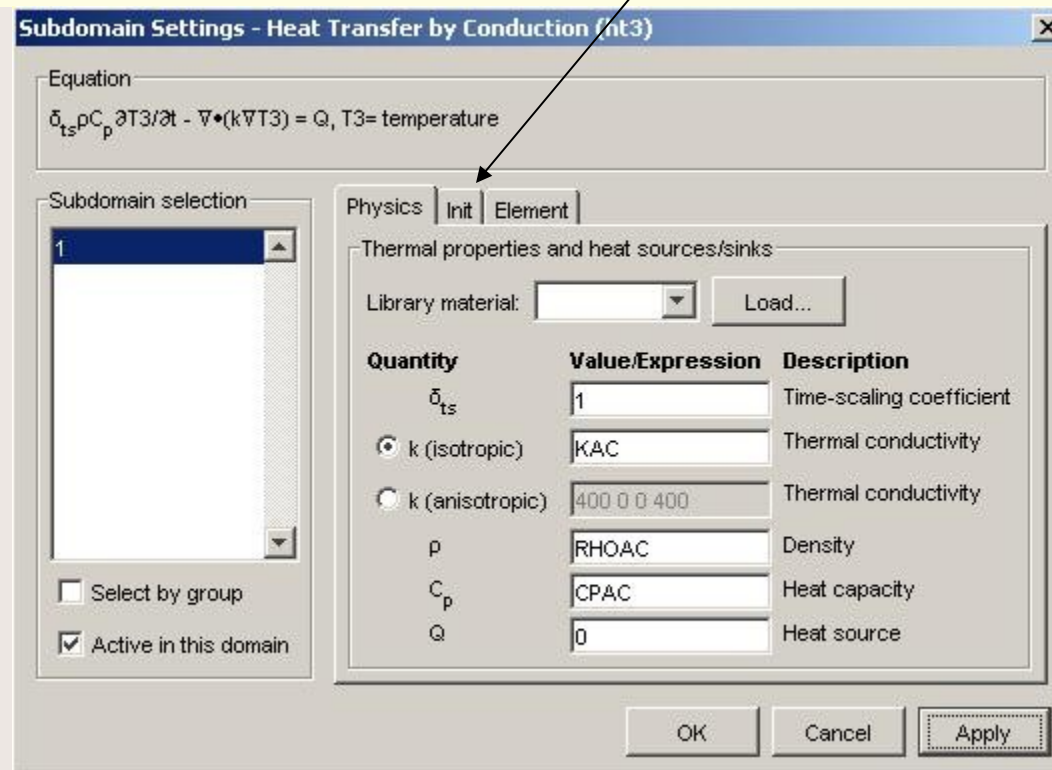 Subdomain Settings - Heat Transfer by Conduction (ht3)
Equation
δts ρCp ∂T3/∂t - ∇•(k∇T3) = Q, T3= temperature
Subdomain selection
1
Select by group
Active in this domain
Physics Init Element
Thermal properties and heat sources/sinks
Library material: Load...
Quantity Value/Expression Description
δts 1 Time-scaling coefficient
k (isotropic) KAC Thermal conductivity
k (anisotropic) 400 0 0 400 Thermal conductivity
ρ RHOAC Density
Cp CPAC Heat capacity
Q 0 Heat source
OK Cancel Apply